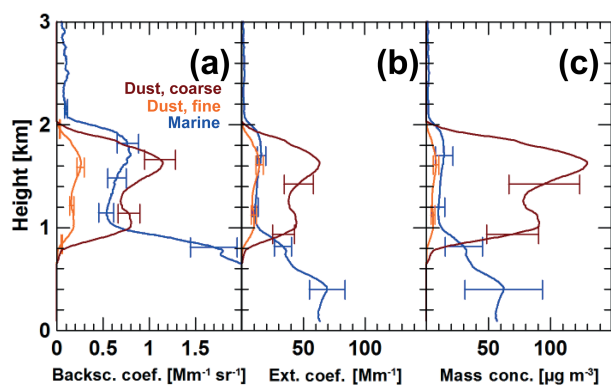 (a) (b) (c)
Dust, coarse
Dust, fine
Marine
Height [km]
3
2
1
0
0 0.5 1 1.5 50 100 50 100
Backsc. coef. [Mm⁻¹ sr⁻¹] Ext. coef. [Mm⁻¹] Mass conc. [µg m⁻³]